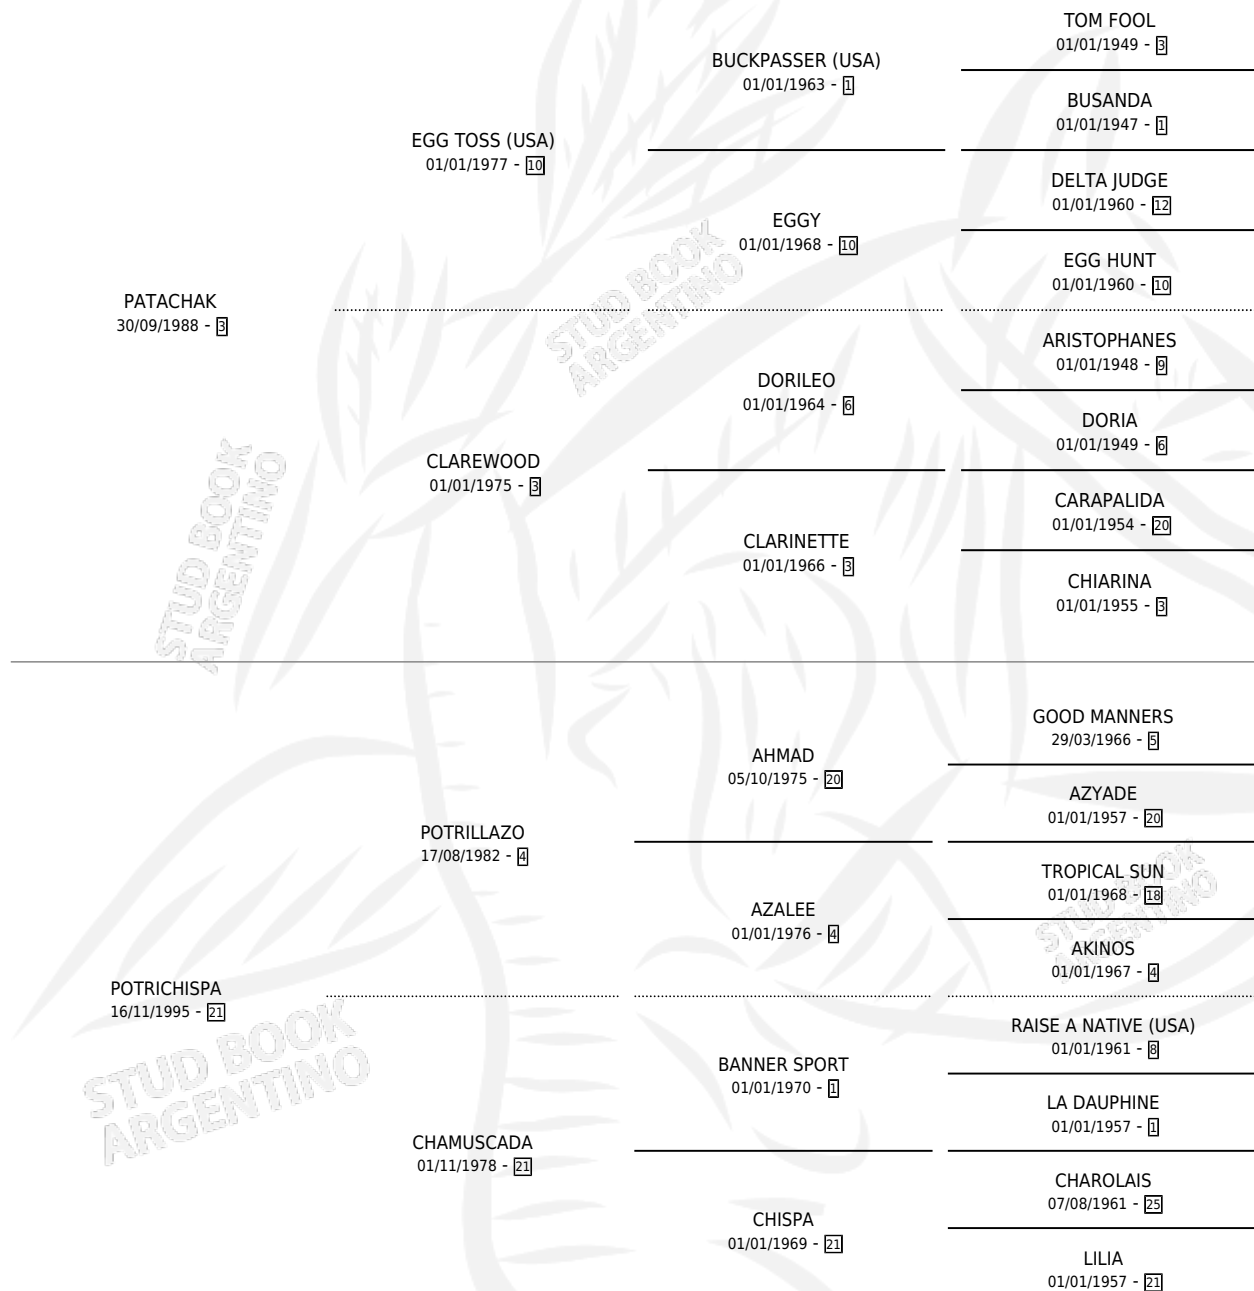 TOM FOOL
01/01/1949 - 3
BUCKPASSER (USA)
01/01/1963 - 1
BUSANDA
01/01/1947 - 1
EGG TOSS (USA)
01/01/1977 - 10
DELTA JUDGE
01/01/1960 - 12
EGGY
01/01/1968 - 10
EGG HUNT
01/01/1960 - 10
PATACHAK
30/09/1988 - 3
STUD BOOK
ARGENTINO
ARISTOPHANES
01/01/1948 - 9
DORILEO
01/01/1964 - 6
DORIA
01/01/1949 - 6
CLAREWOOD
01/01/1975 - 3
CARAPALIDA
01/01/1954 - 20
CLARINETTE
01/01/1966 - 3
CHIARINA
01/01/1955 - 3
STUD BOOK
ARGENTINO
GOOD MANNERS
29/03/1966 - 5
AHMAD
05/10/1975 - 20
AZYADE
01/01/1957 - 20
POTRILLAZO
17/08/1982 - 4
TROPICAL SUN
01/01/1968 - 18
AZALEE
01/01/1976 - 4
AKINOS
01/01/1967 - 4
STUD BOOK
ARGENTINO
POTRICHISPA
16/11/1995 - 21
RAISE A NATIVE (USA)
01/01/1961 - 8
BANNER SPORT
01/01/1970 - 1
LA DAUPHINE
01/01/1957 - 1
STUD BOOK
ARGENTINO
CHAMUSCADA
01/11/1978 - 21
CHAROLAIS
07/08/1961 - 25
CHISPA
01/01/1969 - 21
LILIA
01/01/1957 - 21